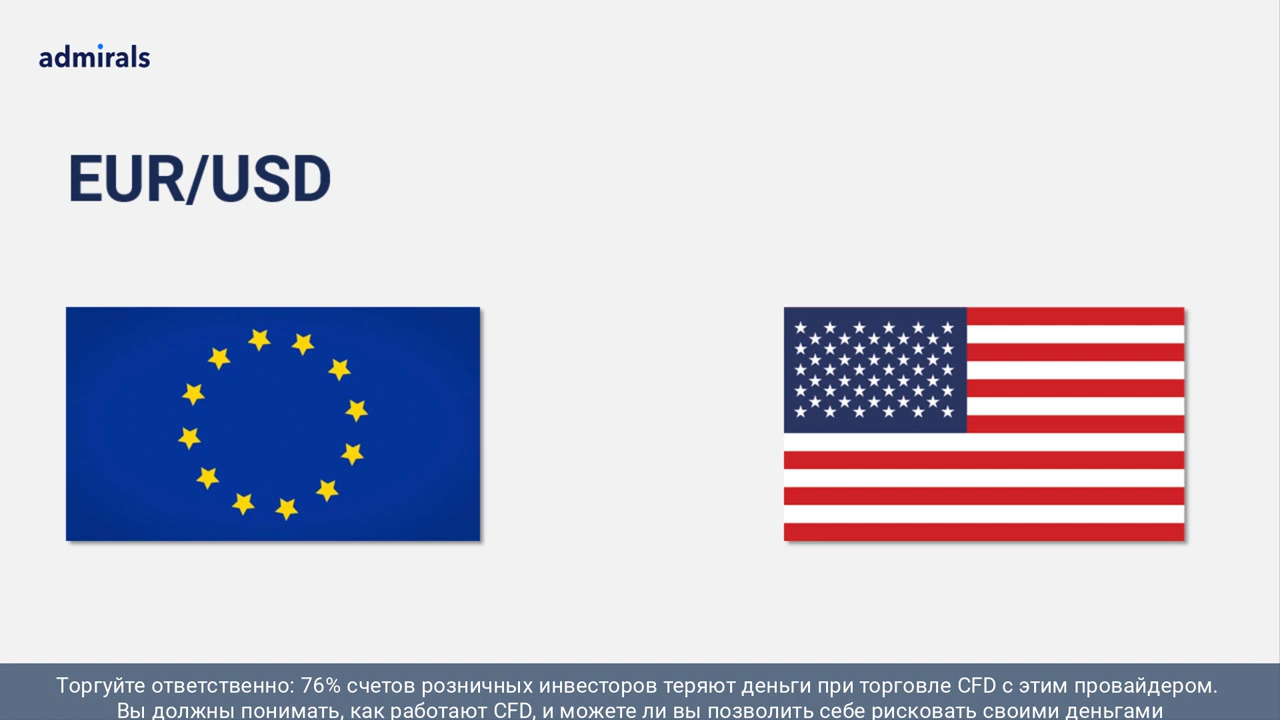 admirals
EUR/USD
Торгуйте ответственно: 76% счетов розничных инвесторов теряют деньги при торговле CFD с этим провайдером.
Вы должны понимать, как работают CFD, и можете ли вы позволить себе рисковать своими деньгами